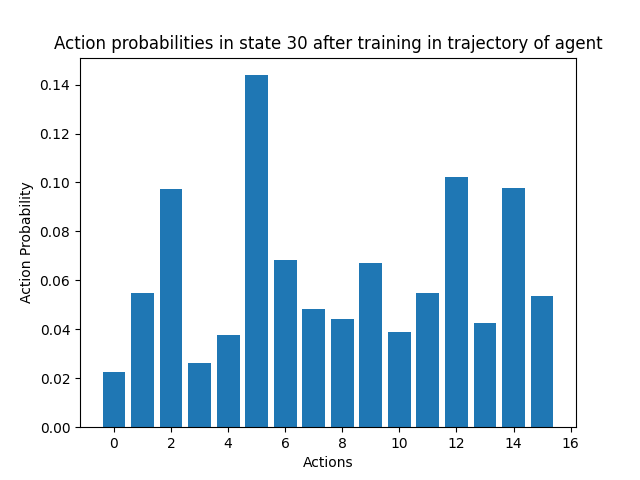 Action probabilities in state 30 after training in trajectory of agent
0.14
0.12
0.10
0.08
0.06
0.04
0.02
0.00
Action Probability
0 2 4 6 8 10 12 14 16
Actions